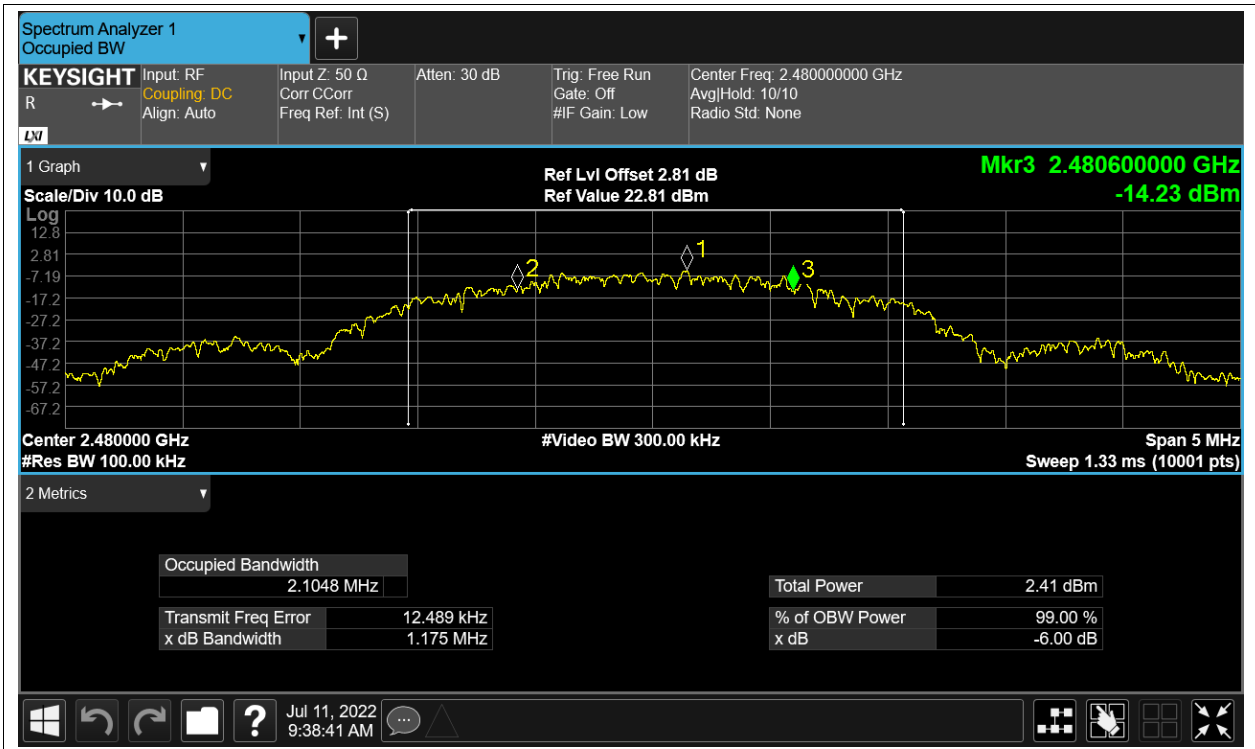 Spectrum Analyzer 1
Occupied BW
KEYSIGHT
R
LXI
Input: RF
Coupling: DC
Align: Auto
Input Z: 50 Ω
Corr CCorr
Freq Ref: Int (S)
Atten: 30 dB
Trig: Free Run
Gate: Off
#IF Gain: Low
Center Freq: 2.480000000 GHz
Avg|Hold: 10/10
Radio Std: None
1 Graph
Scale/Div 10.0 dB
Ref Lvl Offset 2.81 dB
Ref Value 22.81 dBm
Mkr3 2.480600000 GHz
-14.23 dBm
Log
12.8
2.81
-7.19
-17.2
-27.2
-37.2
-47.2
-57.2
-67.2
2
1
3
Center 2.480000 GHz
#Res BW 100.00 kHz
#Video BW 300.00 kHz
Span 5 MHz
Sweep 1.33 ms (10001 pts)
2 Metrics
Occupied Bandwidth
2.1048 MHz
Transmit Freq Error 12.489 kHz
x dB Bandwidth 1.175 MHz
Total Power 2.41 dBm
% of OBW Power 99.00 %
x dB -6.00 dB
?
Jul 11, 2022
9:38:41 AM